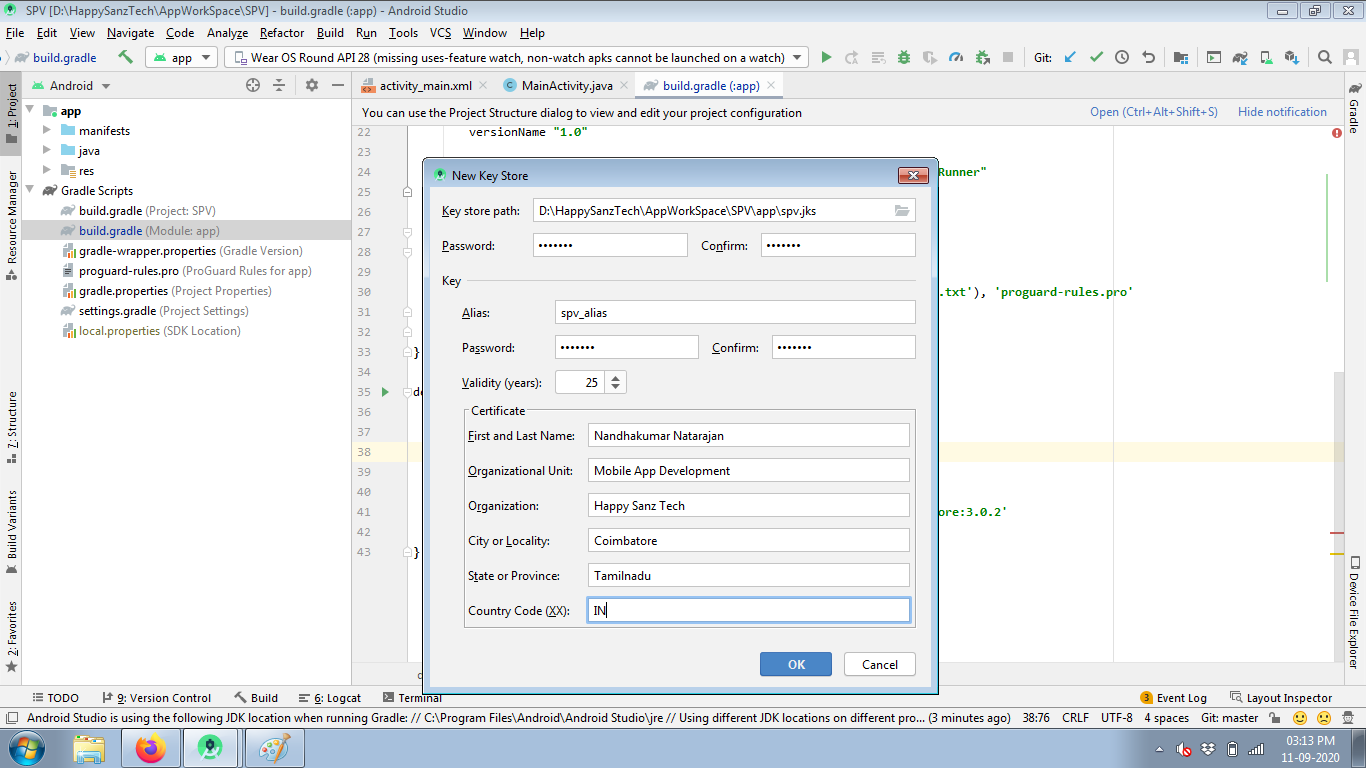 SPV [D:\HappySanzTech\AppWorkSpace\SPV] - build.gradle (:app) - Android Studio
File Edit View Navigate Code Analyze Refactor Build Run Tools VCS Window Help
build.gradle app Wear OS Round API 28 (missing uses-feature watch, non-watch apks cannot be launched on a watch) Git:
Android activity_main.xml MainActivity.java build.gradle (:app)
You can use the Project Structure dialog to view and edit your project configuration Open (Ctrl+Alt+Shift+S) Hide notification
1: Project
Resource Manager
7: Structure
Build Variants
2: Favorites
app
manifests
java
res
Gradle Scripts
build.gradle (Project: SPV)
build.gradle (Module: app)
gradle-wrapper.properties (Gradle Version)
proguard-rules.pro (ProGuard Rules for app)
gradle.properties (Project Properties)
settings.gradle (Project Settings)
local.properties (SDK Location)
22 versionName "1.0"
23
24 Runner"
25
27
28
29
30 .txt'), 'proguard-rules.pro'
31
32
33 }
34
35 de
36
37
38
39
40
41 ore:3.0.2'
42
43 }
New Key Store
Key store path: D:\HappySanzTech\AppWorkSpace\SPV\app\spv.jks
Password: ••••••• Confirm: •••••••
Key
Alias: spv_alias
Password: ••••••• Confirm: •••••••
Validity (years): 25
Certificate
First and Last Name: Nandhakumar Natarajan
Organizational Unit: Mobile App Development
Organization: Happy Sanz Tech
City or Locality: Coimbatore
State or Province: Tamilnadu
Country Code (XX): IN
OK Cancel
Gradle
Device File Explorer
TODO 9: Version Control Build 6: Logcat Terminal 3 Event Log Layout Inspector
Android Studio is using the following JDK location when running Gradle: // C:\Program Files\Android\Android Studio\jre // Using different JDK locations on different pro... (3 minutes ago) 38:76 CRLF UTF-8 4 spaces Git: master
03:13 PM
11-09-2020